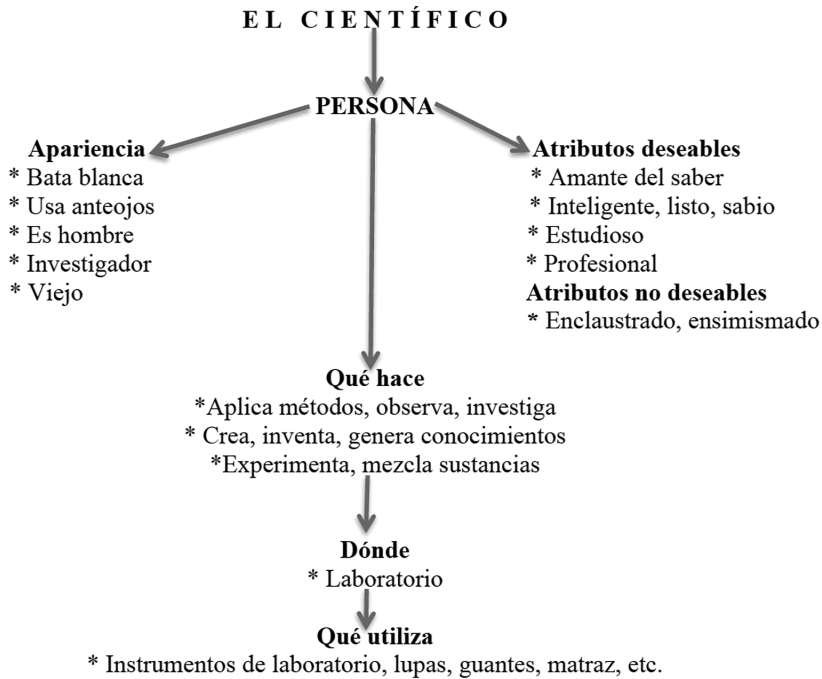 EL CIENTÍFICO
PERSONA
Apariencia
* Bata blanca
* Usa anteojos
* Es hombre
* Investigador
* Viejo
Atributos deseables
* Amante del saber
* Inteligente, listo, sabio
* Estudioso
* Profesional
Atributos no deseables
* Enclaustrado, ensimismado
Qué hace
*Aplica métodos, observa, investiga
* Crea, inventa, genera conocimientos
*Experimenta, mezcla sustancias
Dónde
* Laboratorio
Qué utiliza
* Instrumentos de laboratorio, lupas, guantes, matraz, etc.